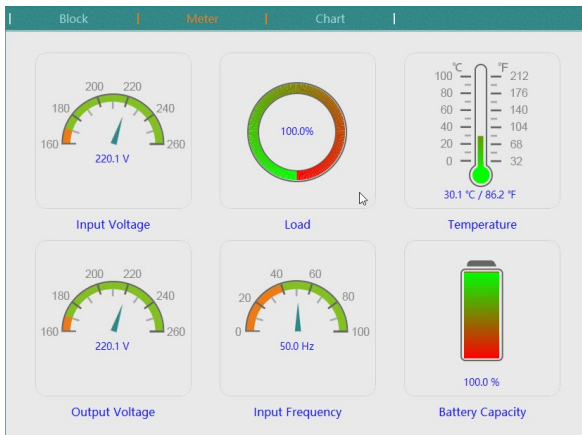 Block Meter Chart
200 220
180 240
160 260
220.1 V
Input Voltage
100.0%
Load
℃ °F
100 212
80 176
60 140
40 104
20 68
0 32
30.1 ℃ / 86.2 °F
Temperature
200 220
180 240
160 260
220.1 V
Output Voltage
40 60
20 80
0 100
50.0 Hz
Input Frequency
100.0 %
Battery Capacity